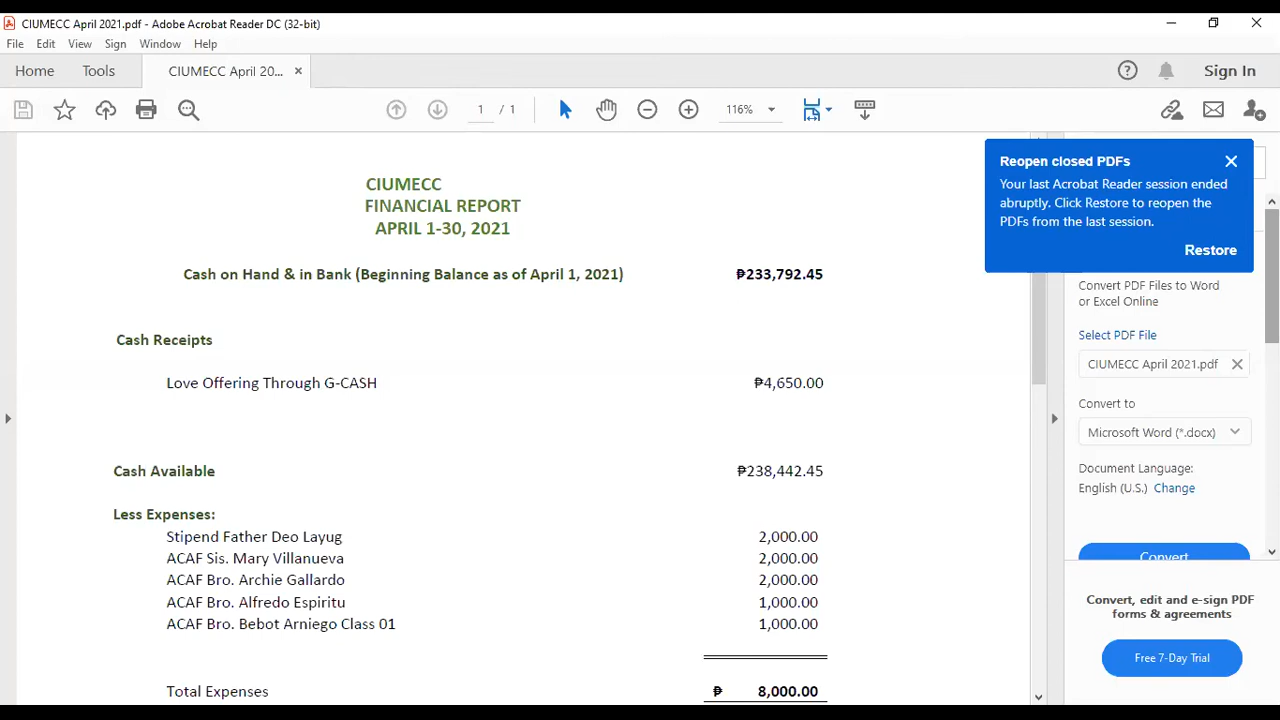 CIUMECC April 2021.pdf - Adobe Acrobat Reader DC (32-bit)
File Edit View Sign Window Help
Home Tools CIUMECC April 20... Sign In
1 / 1 116%
CIUMECC
FINANCIAL REPORT
APRIL 1-30, 2021
Cash on Hand & in Bank (Beginning Balance as of April 1, 2021) ₱233,792.45
Cash Receipts
Love Offering Through G-CASH ₱4,650.00
Cash Available ₱238,442.45
Less Expenses:
Stipend Father Deo Layug 2,000.00
ACAF Sis. Mary Villanueva 2,000.00
ACAF Bro. Archie Gallardo 2,000.00
ACAF Bro. Alfredo Espiritu 1,000.00
ACAF Bro. Bebot Arniego Class 01 1,000.00
Total Expenses ₱ 8,000.00
Reopen closed PDFs
Your last Acrobat Reader session ended
abruptly. Click Restore to reopen the
PDFs from the last session.
Restore
Convert PDF Files to Word
or Excel Online
Select PDF File
CIUMECC April 2021.pdf
Convert to
Microsoft Word (*.docx)
Document Language:
English (U.S.) Change
Convert
Convert, edit and e-sign PDF
forms & agreements
Free 7-Day Trial